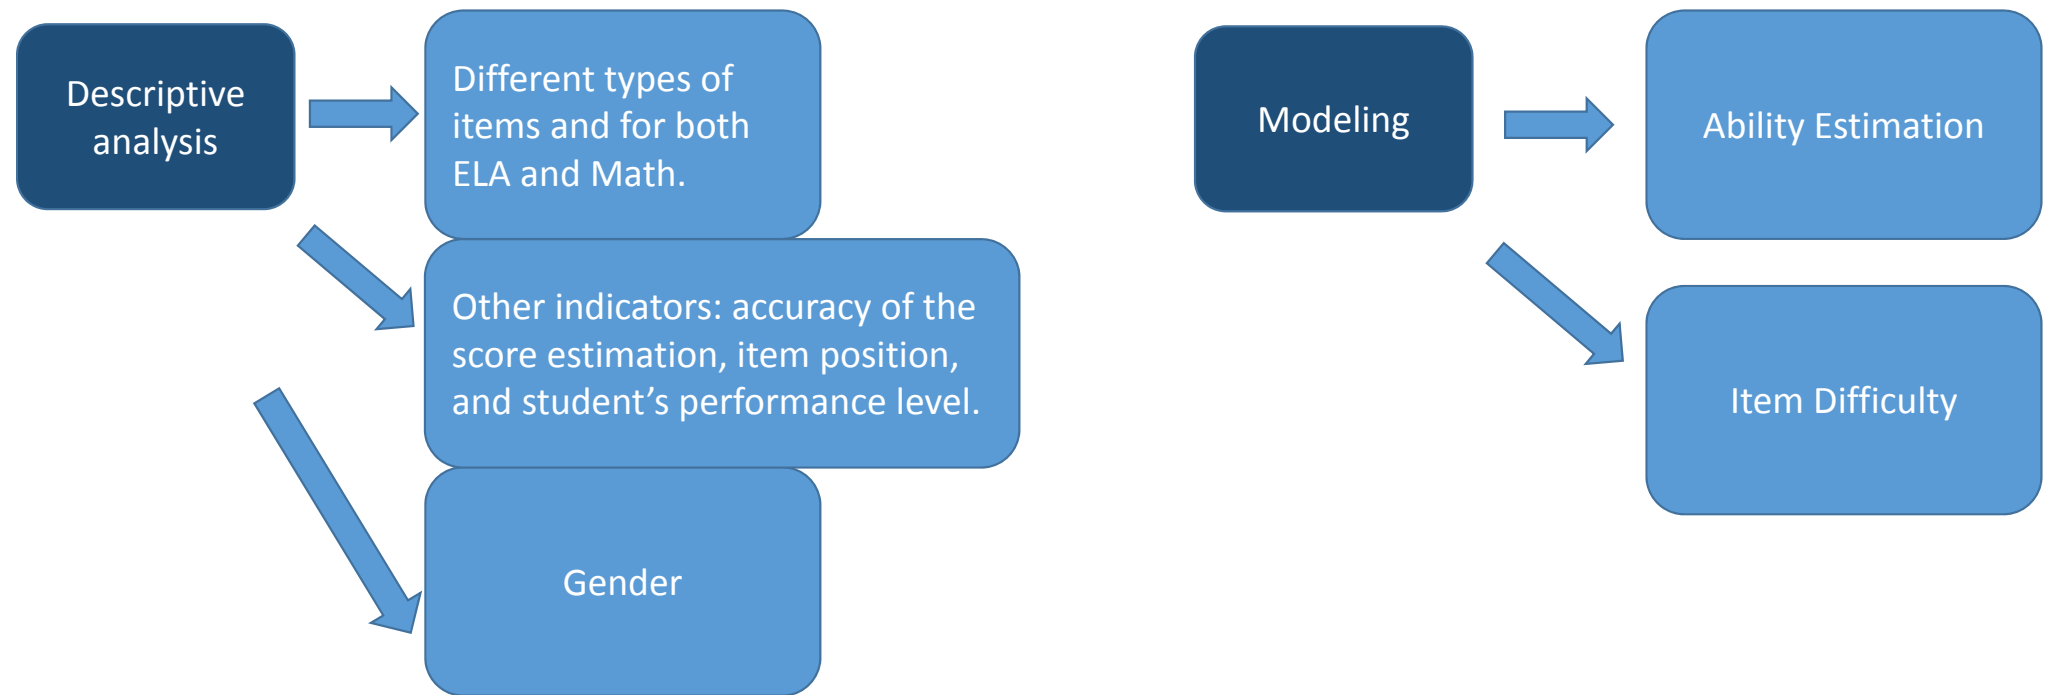 Descriptive
analysis
Different types of
items and for both
ELA and Math.
Other indicators: accuracy of the
score estimation, item position,
and student’s performance level.
Gender
Modeling
Ability Estimation
Item Difficulty